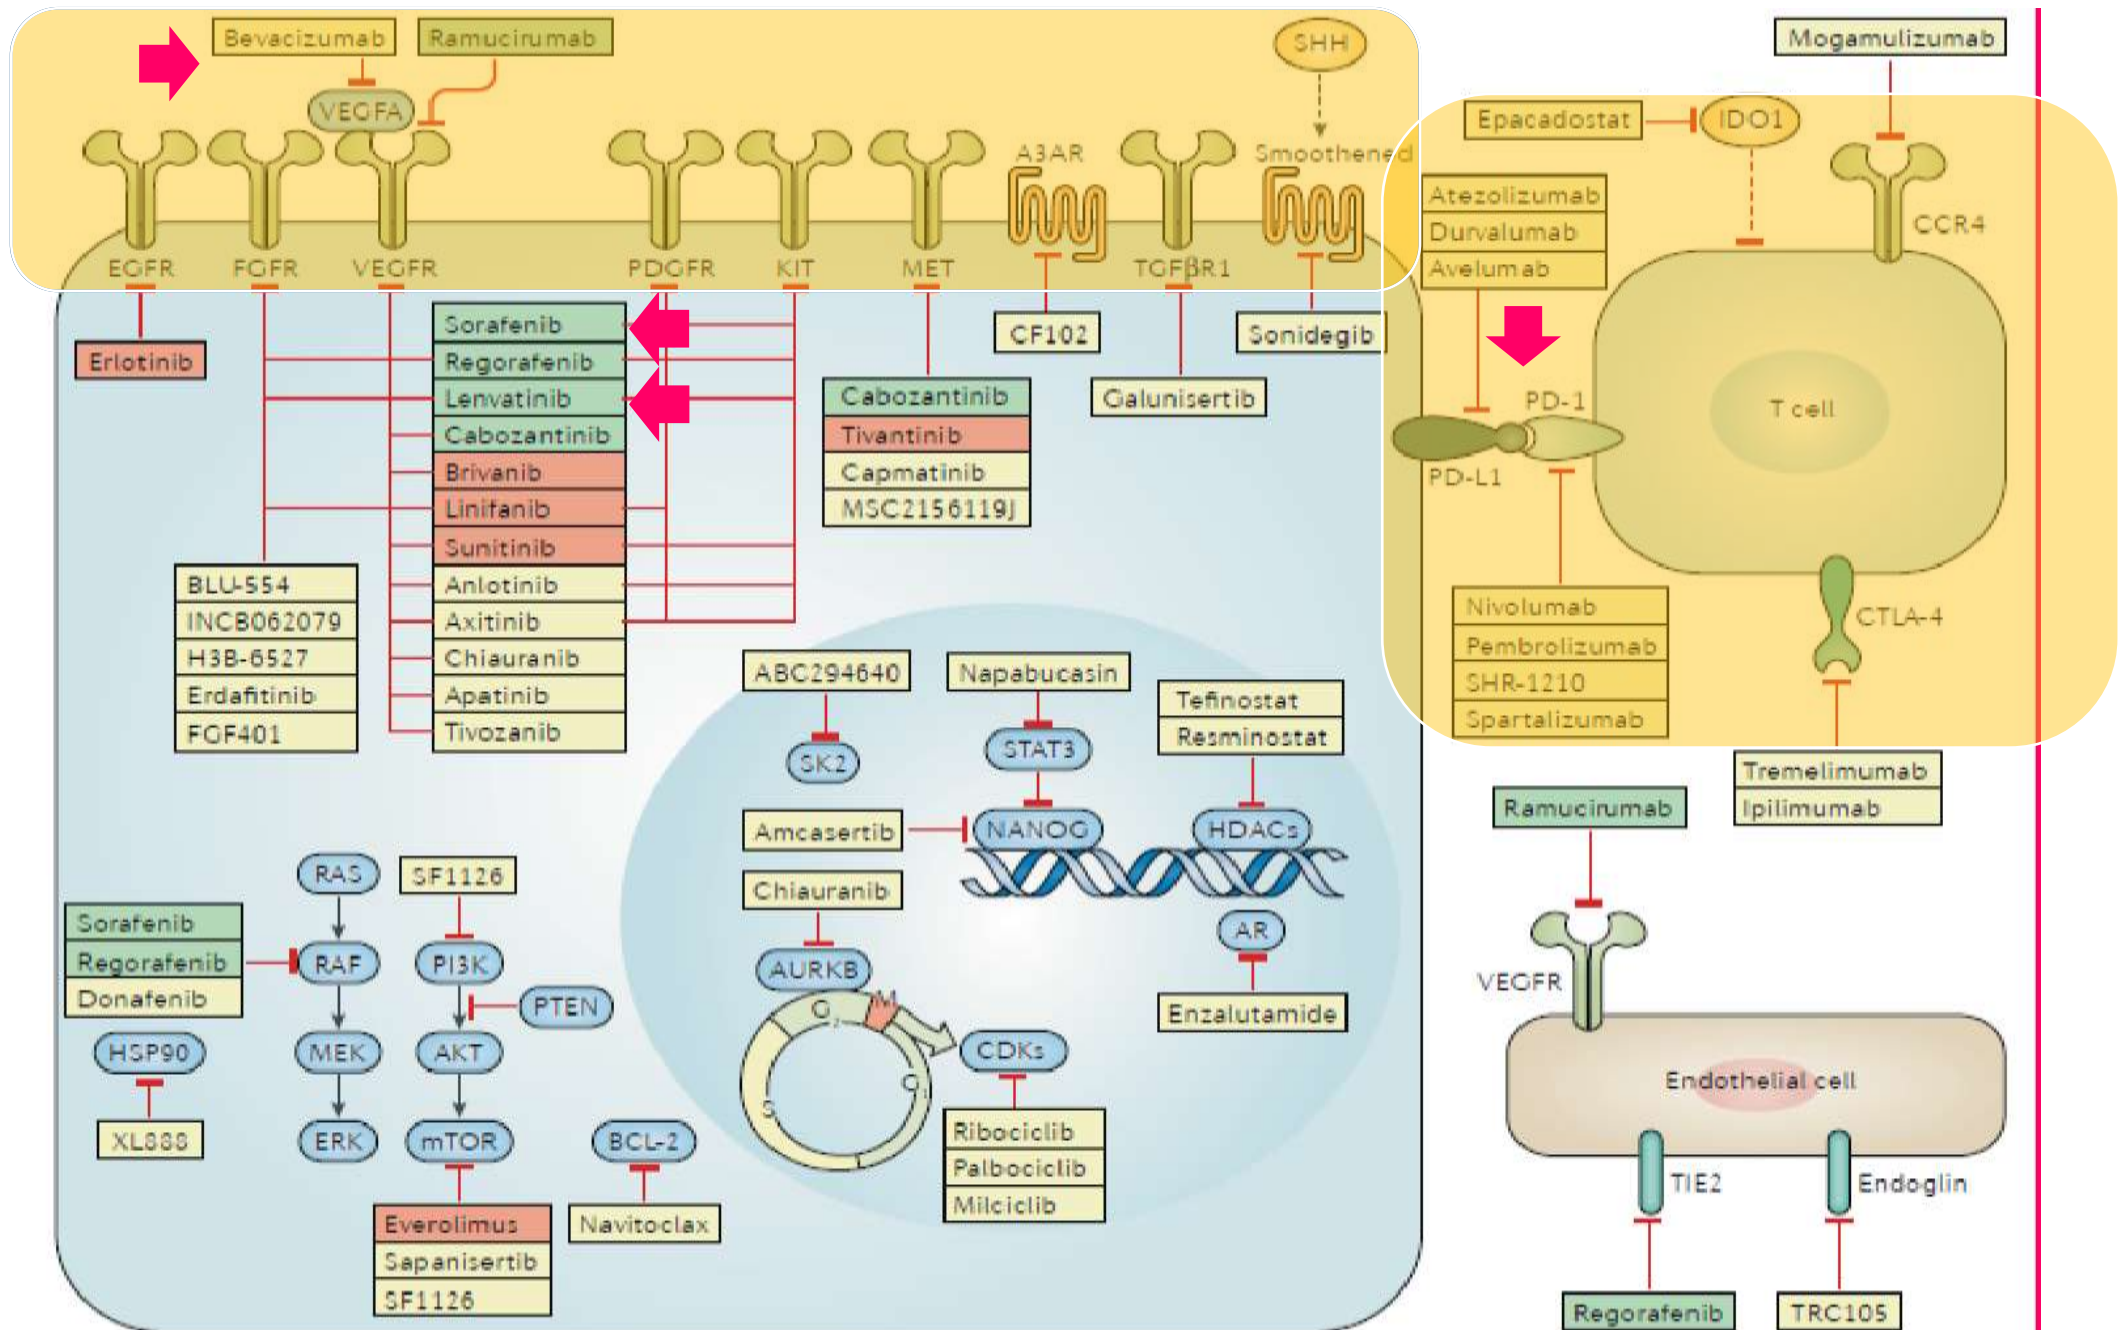 Bevacizumab
Ramucirumab
SHH
Mogamulizumab
VEGFA
Epacadostat
IDO1
A3AR
Smoothened
Atezolizumab
Durvalumab
Avelumab
CCR4
EGFR
FGFR
VEGFR
PDGFR
KIT
MET
TGFβR1
Erlotinib
Sorafenib
Regorafenib
Lenvatinib
Cabozantinib
Brivanib
Linifanib
Sunitinib
Anlotinib
Axitinib
Chiauranib
Apatinib
Tivozanib
CF102
Sonidegib
Galunisertib
Cabozantinib
Tivantinib
Capmatinib
MSC2156119J
PD-1
T cell
PD-L1
BLU-554
INCB062079
H3B-6527
Erdafitinib
FGF401
Nivolumab
Pembrolizumab
SHR-1210
Spartalizumab
CTLA-4
Tremelimumab
Ipilimumab
ABC294640
SK2
Napabucasin
STAT3
Tefinostat
Resminostat
Amcasertib
NANOG
HDACs
Chiauranib
AURKB
AR
Enzalutamide
G2
M
G1
S
CDKs
Ribociclib
Palbociclib
Milciclib
RAS
SF1126
Sorafenib
Regorafenib
Donafenib
RAF
PI3K
PTEN
HSP90
MEK
AKT
XL888
ERK
mTOR
BCL-2
Everolimus
Sapanisertib
SF1126
Navitoclax
Ramucirumab
VEGFR
Endothelial cell
TIE2
Endoglin
Regorafenib
TRC105